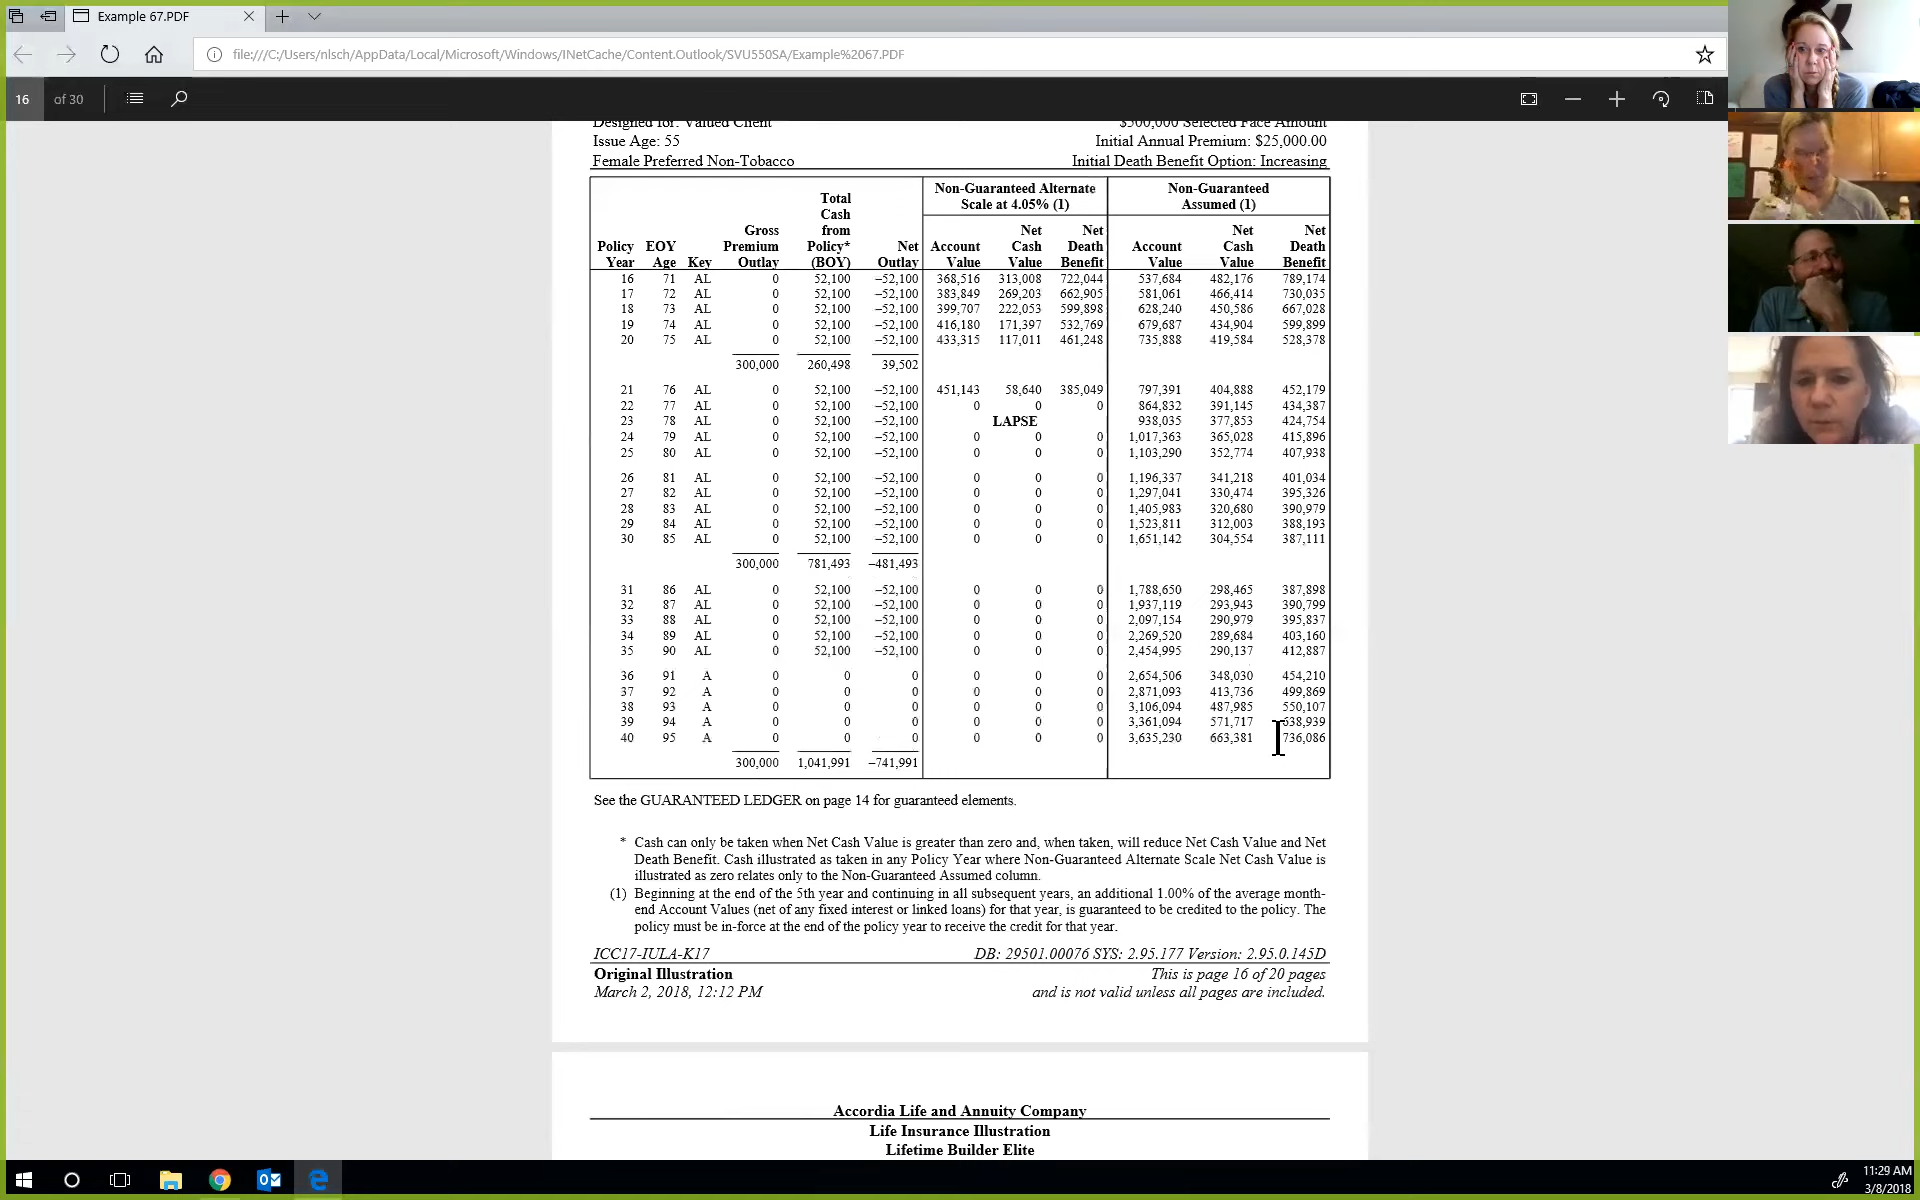 Example 67.PDF
file:///C:/Users/nlsch/AppData/Local/Microsoft/Windows/INetCache/Content.Outlook/SVU550SA/Example%2067.PDF
16 of 30
Designed for: Valued Client $500,000 Selected Face Amount
Issue Age: 55 Initial Annual Premium: $25,000.00
Female Preferred Non-Tobacco Initial Death Benefit Option: Increasing
Non-Guaranteed Alternate Non-Guaranteed
Total Scale at 4.05% (1) Assumed (1)
Cash
Gross from Net Net Net Net
Policy EOY Premium Policy* Net Account Cash Death Account Cash Death
Year Age Key Outlay (BOY) Outlay Value Value Benefit Value Value Benefit
16 71 AL 0 52,100 −52,100 368,516 313,008 722,044 537,684 482,176 789,174
17 72 AL 0 52,100 −52,100 383,849 269,203 662,905 581,061 466,414 730,035
18 73 AL 0 52,100 −52,100 399,707 222,053 599,898 628,240 450,586 667,028
19 74 AL 0 52,100 −52,100 416,180 171,397 532,769 679,687 434,904 599,899
20 75 AL 0 52,100 −52,100 433,315 117,011 461,248 735,888 419,584 528,378
300,000 260,498 39,502
21 76 AL 0 52,100 −52,100 451,143 58,640 385,049 797,391 404,888 452,179
22 77 AL 0 52,100 −52,100 0 0 0 864,832 391,145 434,387
23 78 AL 0 52,100 −52,100 LAPSE 938,035 377,853 424,754
24 79 AL 0 52,100 −52,100 0 0 0 1,017,363 365,028 415,896
25 80 AL 0 52,100 −52,100 0 0 0 1,103,290 352,774 407,938
26 81 AL 0 52,100 −52,100 0 0 0 1,196,337 341,218 401,034
27 82 AL 0 52,100 −52,100 0 0 0 1,297,041 330,474 395,326
28 83 AL 0 52,100 −52,100 0 0 0 1,405,983 320,680 390,979
29 84 AL 0 52,100 −52,100 0 0 0 1,523,811 312,003 388,193
30 85 AL 0 52,100 −52,100 0 0 0 1,651,142 304,554 387,111
300,000 781,493 −481,493
31 86 AL 0 52,100 −52,100 0 0 0 1,788,650 298,465 387,898
32 87 AL 0 52,100 −52,100 0 0 0 1,937,119 293,943 390,799
33 88 AL 0 52,100 −52,100 0 0 0 2,097,154 290,979 395,837
34 89 AL 0 52,100 −52,100 0 0 0 2,269,520 289,684 403,160
35 90 AL 0 52,100 −52,100 0 0 0 2,454,995 290,137 412,887
36 91 A 0 0 0 0 0 0 2,654,506 348,030 454,210
37 92 A 0 0 0 0 0 0 2,871,093 413,736 499,869
38 93 A 0 0 0 0 0 0 3,106,094 487,985 550,107
39 94 A 0 0 0 0 0 0 3,361,094 571,717 638,939
40 95 A 0 0 0 0 0 0 3,635,230 663,381 736,086
300,000 1,041,991 −741,991
See the GUARANTEED LEDGER on page 14 for guaranteed elements.
* Cash can only be taken when Net Cash Value is greater than zero and, when taken, will reduce Net Cash Value and Net
Death Benefit. Cash illustrated as taken in any Policy Year where Non-Guaranteed Alternate Scale Net Cash Value is
illustrated as zero relates only to the Non-Guaranteed Assumed column.
(1) Beginning at the end of the 5th year and continuing in all subsequent years, an additional 1.00% of the average month-
end Account Values (net of any fixed interest or linked loans) for that year, is guaranteed to be credited to the policy. The
policy must be in-force at the end of the policy year to receive the credit for that year.
ICC17-IULA-K17 DB: 29501.00076 SYS: 2.95.177 Version: 2.95.0.145D
Original Illustration This is page 16 of 20 pages
March 2, 2018, 12:12 PM and is not valid unless all pages are included.
Accordia Life and Annuity Company
Life Insurance Illustration
Lifetime Builder Elite
11:29 AM
3/8/2018